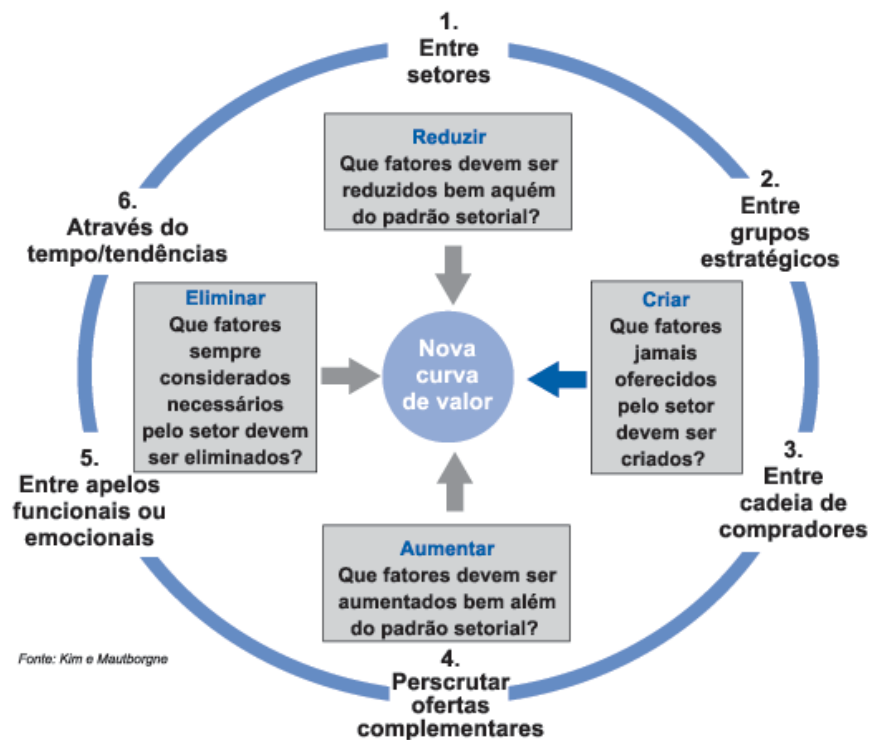 1.
Entre
setores
Reduzir
Que fatores devem ser
reduzidos bem aquém
do padrão setorial?
2.
Entre
grupos
estratégicos
6.
Através do
tempo/tendências
Eliminar
Que fatores
sempre
considerados
necessários
pelo setor devem
ser eliminados?
Nova
curva
de valor
Criar
Que fatores
jamais
oferecidos
pelo setor
devem ser
criados?
3.
Entre
cadeia de
compradores
5.
Entre apelos
funcionais ou
emocionais
Aumentar
Que fatores devem ser
aumentados bem além
do padrão setorial?
Fonte: Kim e Mautborgne
4.
Perscrutar
ofertas
complementares